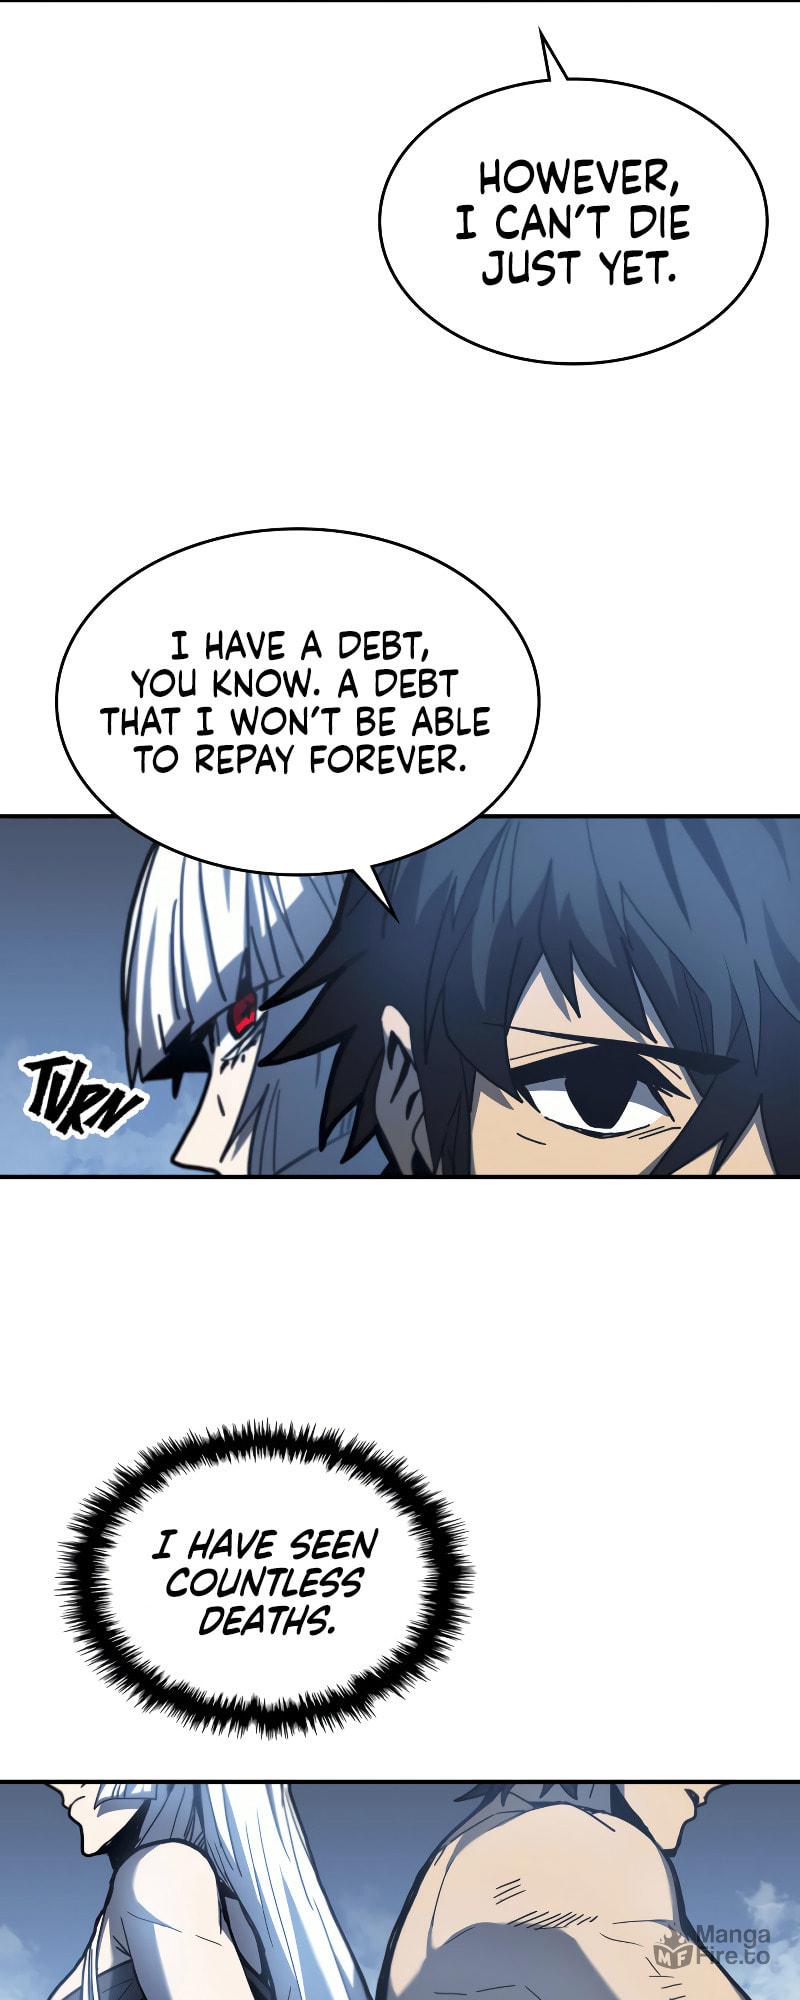 HOWEVER,
I CAN'T DIE
JUST YET.
I HAVE A DEBT,
YOU KNOW. A DEBT
THAT I WON'T BE ABLE
TO REPAY FOREVER.
TURN
I HAVE SEEN
COUNTLESS
DEATHS.
Manga
MF Fire.to